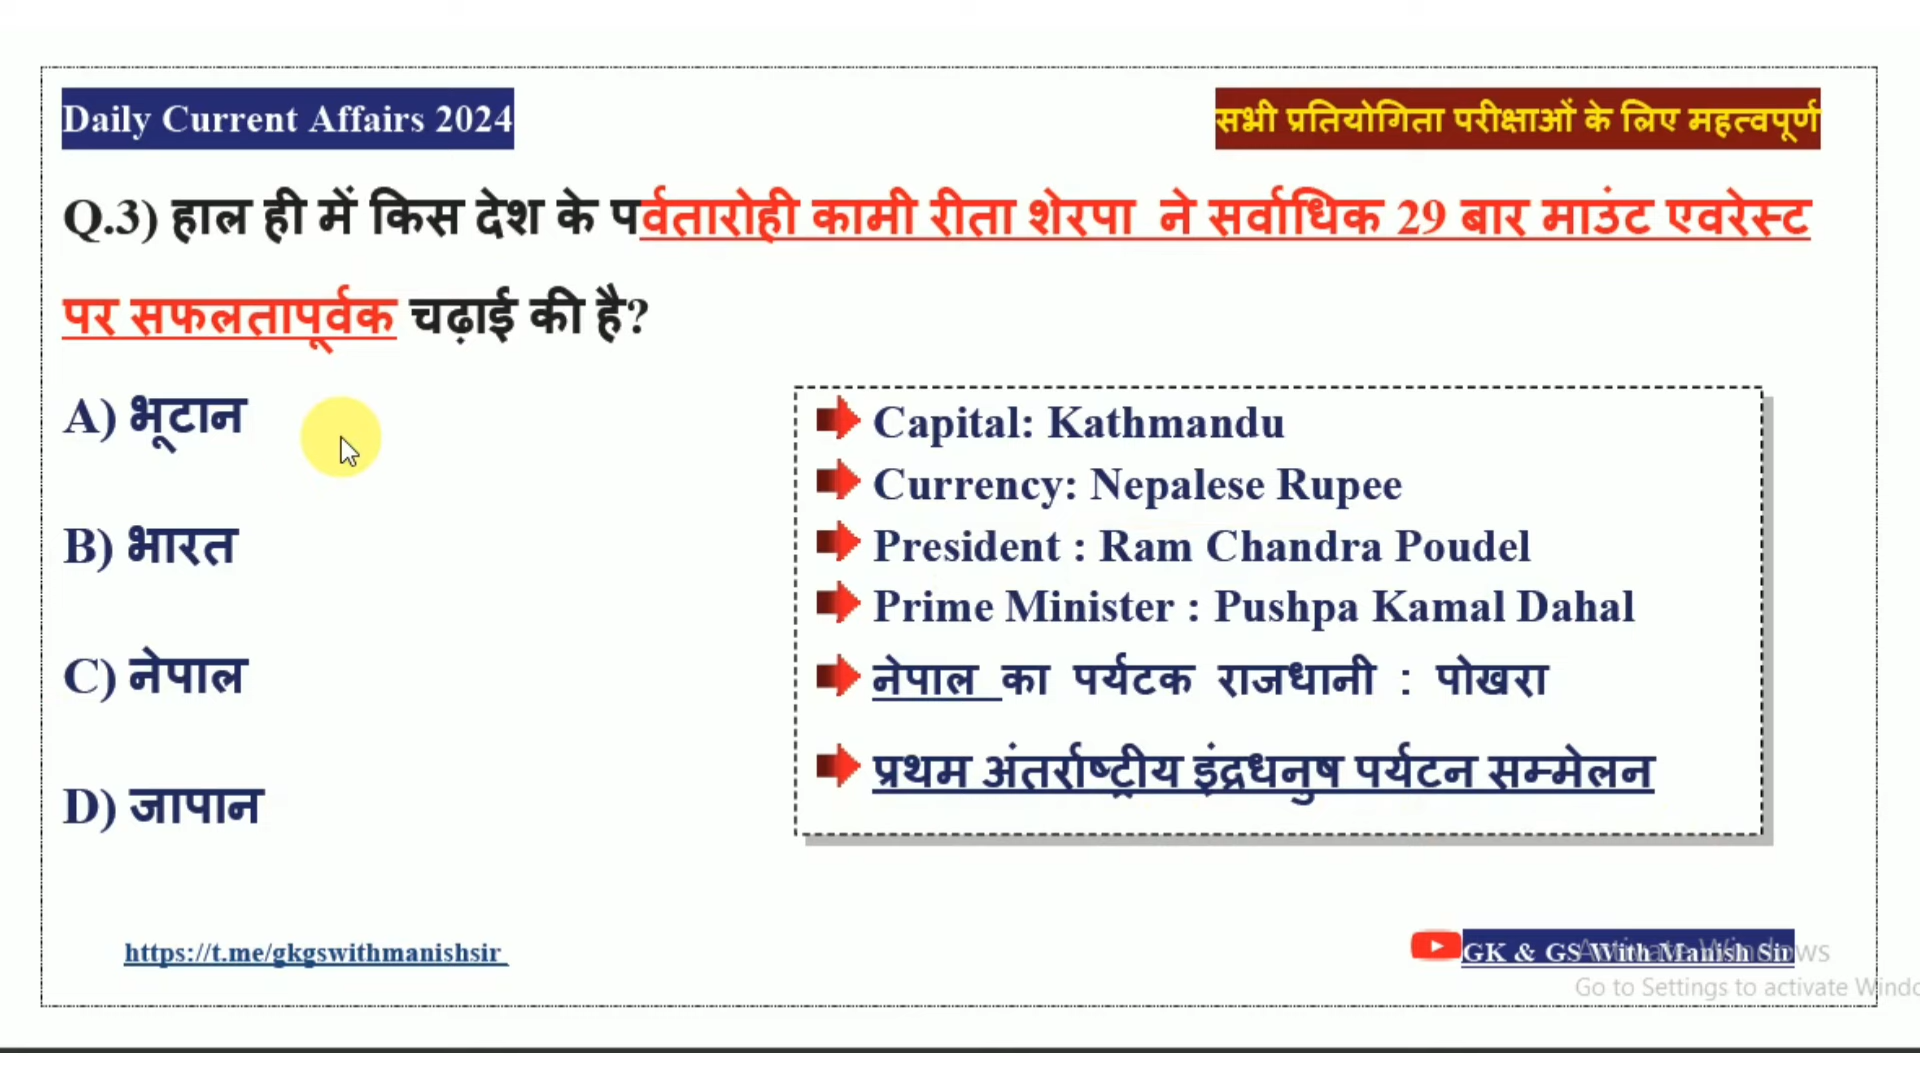 Daily Current Affairs 2024
सभी प्रतियोगिता परीक्षाओं के लिए महत्वपूर्ण
Q.3) हाल ही में किस देश के पर्वतारोही कामी रीता शेरपा ने सर्वाधिक 29 बार माउंट एवरेस्ट
पर सफलतापूर्वक चढ़ाई की है?
A) भूटान
B) भारत
C) नेपाल
D) जापान
Capital: Kathmandu
Currency: Nepalese Rupee
President : Ram Chandra Poudel
Prime Minister : Pushpa Kamal Dahal
नेपाल का पर्यटक राजधानी : पोखरा
प्रथम अंतर्राष्ट्रीय इंद्रधनुष पर्यटन सम्मेलन
https://t.me/gkgswithmanishsir
GK & GS With Manish Sir
Activate Windows
Go to Settings to activate Windo